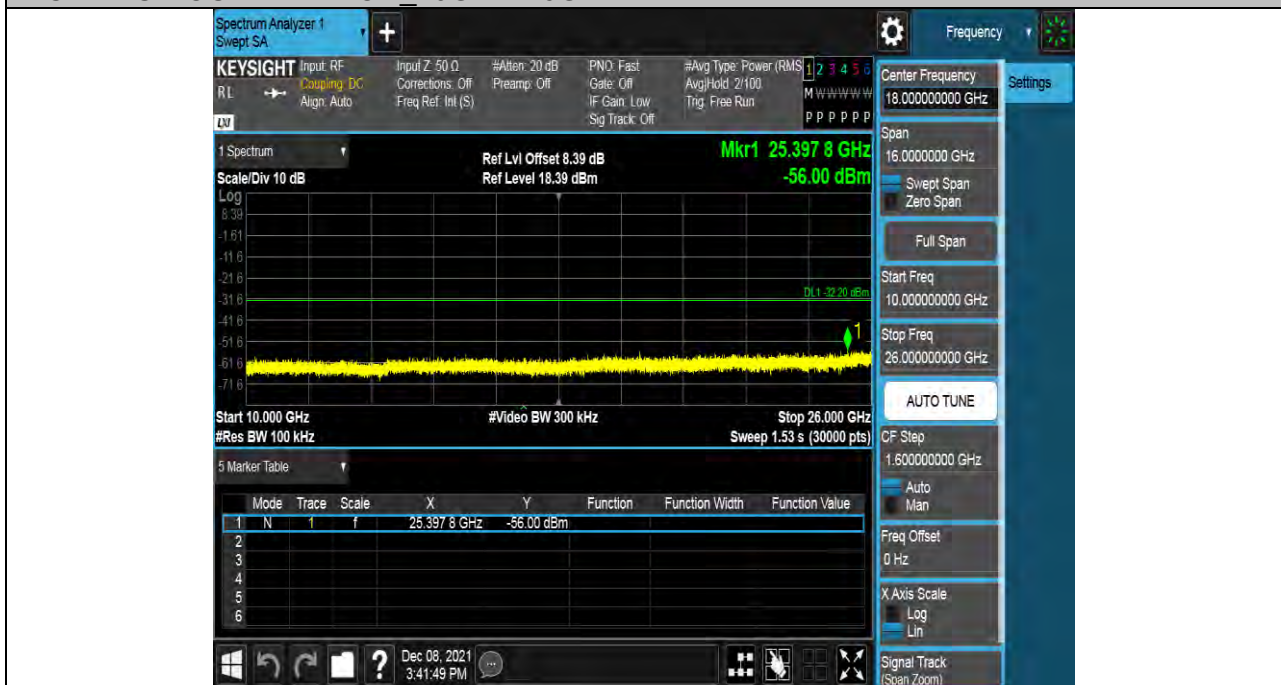 Spectrum Analyzer 1
Swept SA
+
Frequency
KEYSIGHT
RL
LXI
Input: RF
Coupling: DC
Align: Auto
Input Z: 50 Ω
Corrections: Off
Freq Ref: Int (S)
#Atten: 20 dB
Preamp: Off
PNO: Fast
Gate: Off
IF Gain: Low
Sig Track: Off
#Avg Type: Power (RMS
Avg|Hold: 2/100
Trig: Free Run
1 2 3 4 5 6
M W W W W W
P P P P P P
1 Spectrum
Scale/Div 10 dB
Ref Lvl Offset 8.39 dB
Ref Level 18.39 dBm
Mkr1 25.397 8 GHz
-56.00 dBm
Log
8.39
-1.61
-11.6
-21.6
-31.6
-41.6
-51.6
-61.6
-71.6
DL1 -32.20 dBm
1
Start 10.000 GHz
#Video BW 300 kHz
Stop 26.000 GHz
#Res BW 100 kHz
Sweep 1.53 s (30000 pts)
5 Marker Table
Mode Trace Scale X Y Function Function Width Function Value
1 N 1 f 25.397 8 GHz -56.00 dBm
2
3
4
5
6
?
Dec 08, 2021
3:41:49 PM
Center Frequency
18.000000000 GHz
Settings
Span
16.0000000 GHz
Swept Span
Zero Span
Full Span
Start Freq
10.000000000 GHz
Stop Freq
26.000000000 GHz
AUTO TUNE
CF Step
1.600000000 GHz
Auto
Man
Freq Offset
0 Hz
X Axis Scale
Log
Lin
Signal Track
(Span Zoom)